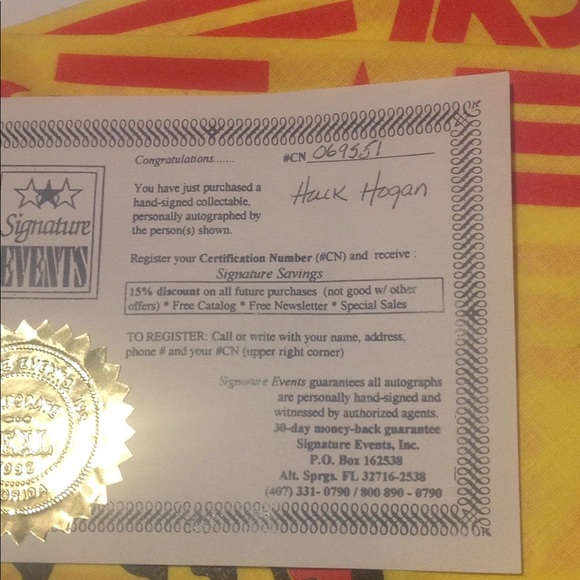 Congratulations.......
#CN 069551
Signature
EVENTS
You have just purchased a
hand-signed collectable,
personally autographed by
the person(s) shown.
Hulk Hogan
Register your Certification Number (#CN) and receive :
Signature Savings
15% discount on all future purchases (not good w/ other
offers) * Free Catalog * Free Newsletter * Special Sales
TO REGISTER: Call or write with your name, address,
phone # and your #CN (upper right corner)
Signature Events guarantees all autographs
are personally hand-signed and
witnessed by authorized agents.
30-day money-back guarantee
Signature Events, Inc.
P.O. Box 162538
Alt. Sprgs. FL 32716-2538
(407) 331- 0790 / 800 890 - 0790
1992